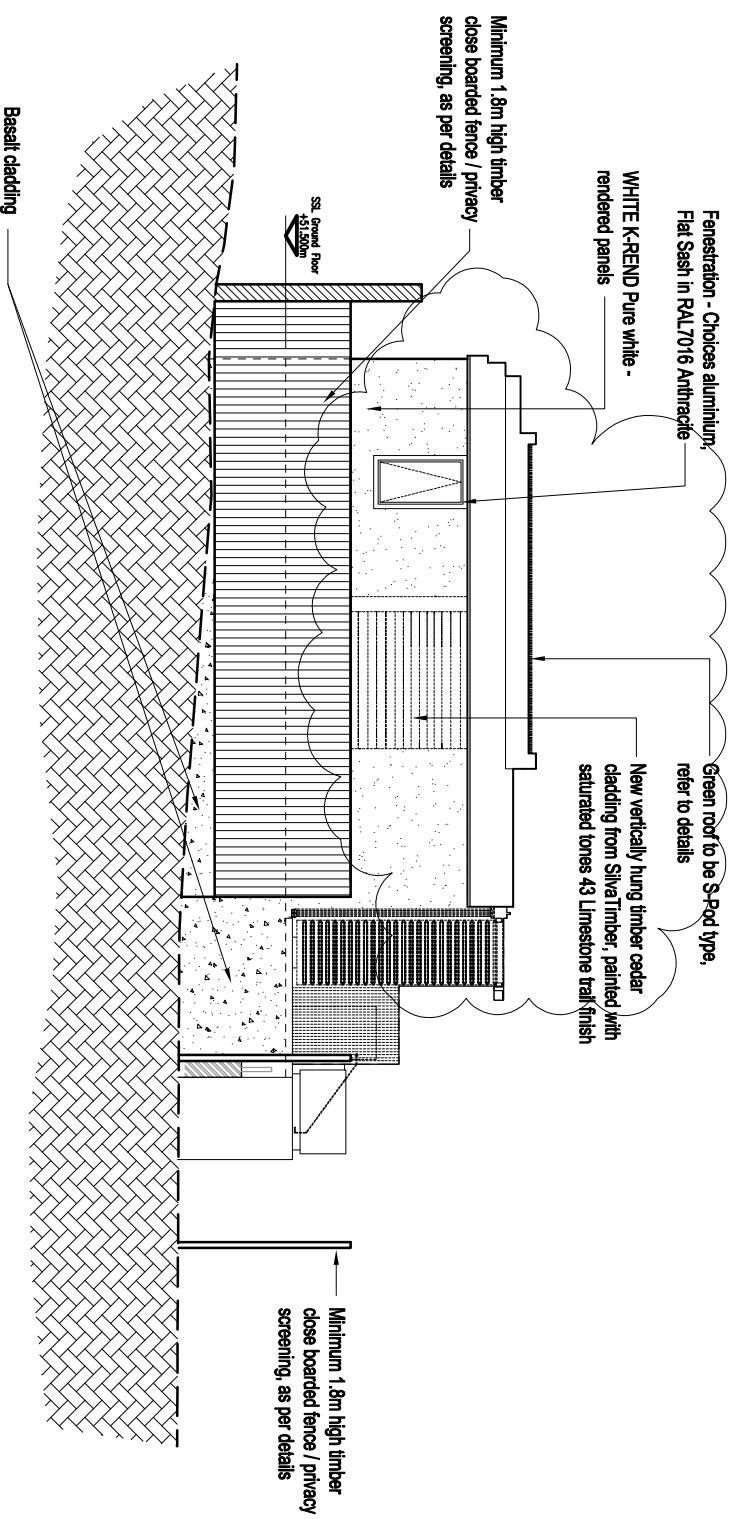 Fenestration - Choices aluminium,
Flat Sash in RAL7016 Anthracite
WHITE K-REND Pure white -
rendered panels
Minimum 1.8m high timber
close boarded fence / privacy
screening, as per details
SSL Ground Floor
+51.500m
Basalt cladding
Green roof to be S-Pod type,
refer to details
New vertically hung timber cedar
cladding from SilvaTimber, painted with
saturated tones 43 Limestone trail finish
Minimum 1.8m high timber
close boarded fence / privacy
screening, as per details